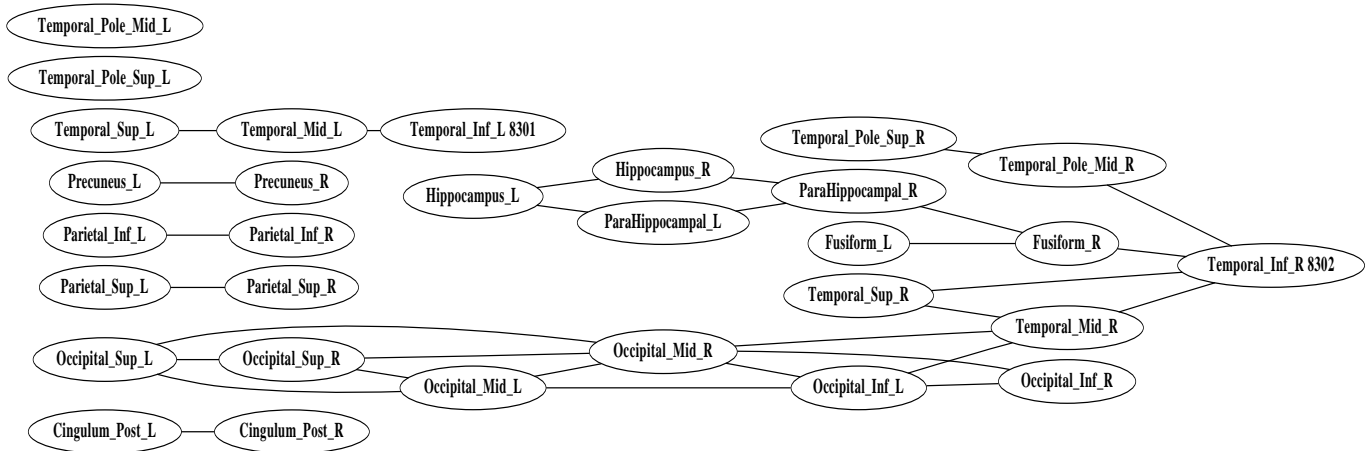 Temporal_Pole_Mid_L
Temporal_Pole_Sup_L
Temporal_Sup_L
Temporal_Mid_L
Temporal_Inf_L 8301
Temporal_Pole_Sup_R
Temporal_Pole_Mid_R
Precuneus_L
Precuneus_R
Hippocampus_L
Hippocampus_R
ParaHippocampal_R
ParaHippocampal_L
Parietal_Inf_L
Parietal_Inf_R
Fusiform_L
Fusiform_R
Temporal_Inf_R 8302
Parietal_Sup_L
Parietal_Sup_R
Temporal_Sup_R
Temporal_Mid_R
Occipital_Sup_L
Occipital_Sup_R
Occipital_Mid_R
Occipital_Mid_L
Occipital_Inf_L
Occipital_Inf_R
Cingulum_Post_L
Cingulum_Post_R